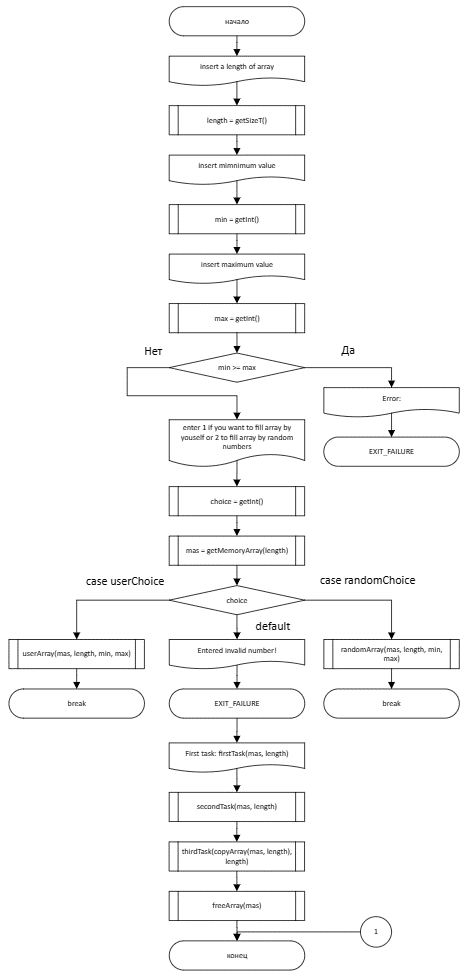 начало
insert a length of array
length = getSizeT()
insert mimnimum value
min = getInt()
insert maximum value
max = getInt()
Нет
Да
min >= max
Error:
enter 1 if you want to fill array by
youself or 2 to fill array by random
numbers
EXIT_FAILURE
choice = getInt()
mas = getMemoryArray(length)
case userChoice
case randomChoice
choice
default
userArray(mas, length, min, max)
Entered invalid number!
randomArray(mas, length, min,
max)
break
EXIT_FAILURE
break
First task: firstTask(mas, length)
secondTask(mas, length)
thirdTask(copyArray(mas, length),
length)
freeArray(mas)
1
конец